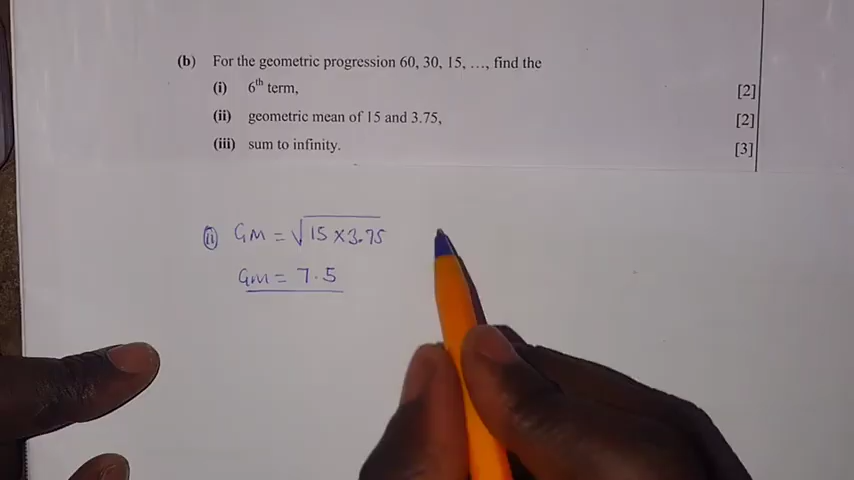 (b) For the geometric progression 60, 30, 15, ..., find the
(i) 6th term, [2]
(ii) geometric mean of 15 and 3.75, [2]
(iii) sum to infinity. [3]
(ii) GM = √15 × 3.75
GM = 7.5